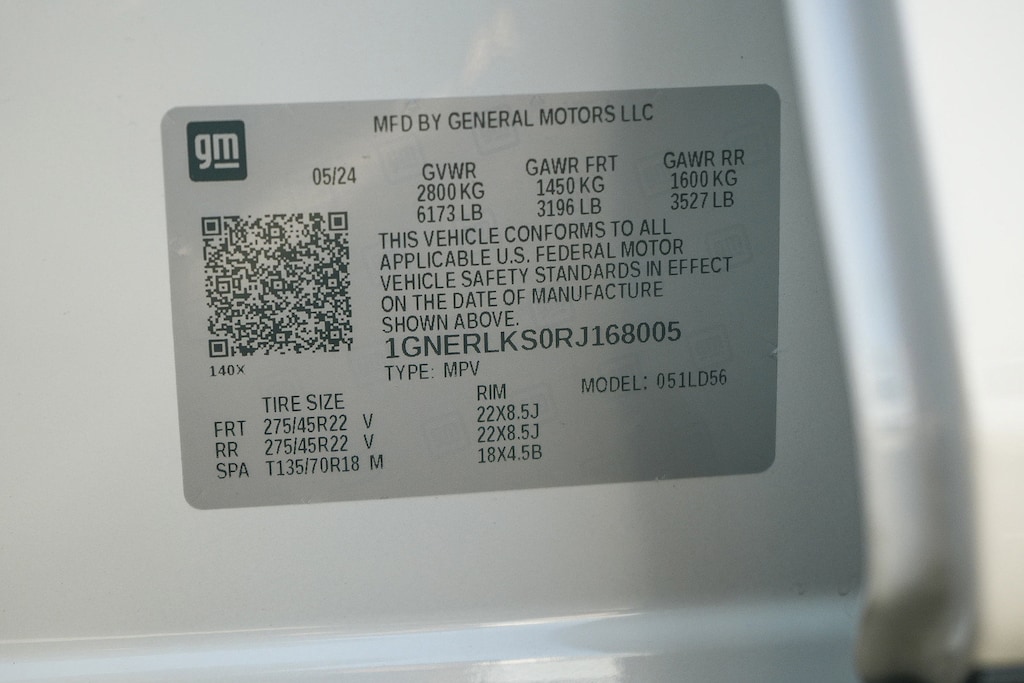 gm
MFD BY GENERAL MOTORS LLC
05/24
GVWR
2800 KG
6173 LB
GAWR FRT
1450 KG
3196 LB
GAWR RR
1600 KG
3527 LB
THIS VEHICLE CONFORMS TO ALL
APPLICABLE U.S. FEDERAL MOTOR
VEHICLE SAFETY STANDARDS IN EFFECT
ON THE DATE OF MANUFACTURE
SHOWN ABOVE.
1GNERLKS0RJ168005
140X
TYPE: MPV
MODEL: 051LD56
TIRE SIZE RIM
FRT 275/45R22 V 22X8.5J
RR 275/45R22 V 22X8.5J
SPA T135/70R18 M 18X4.5B